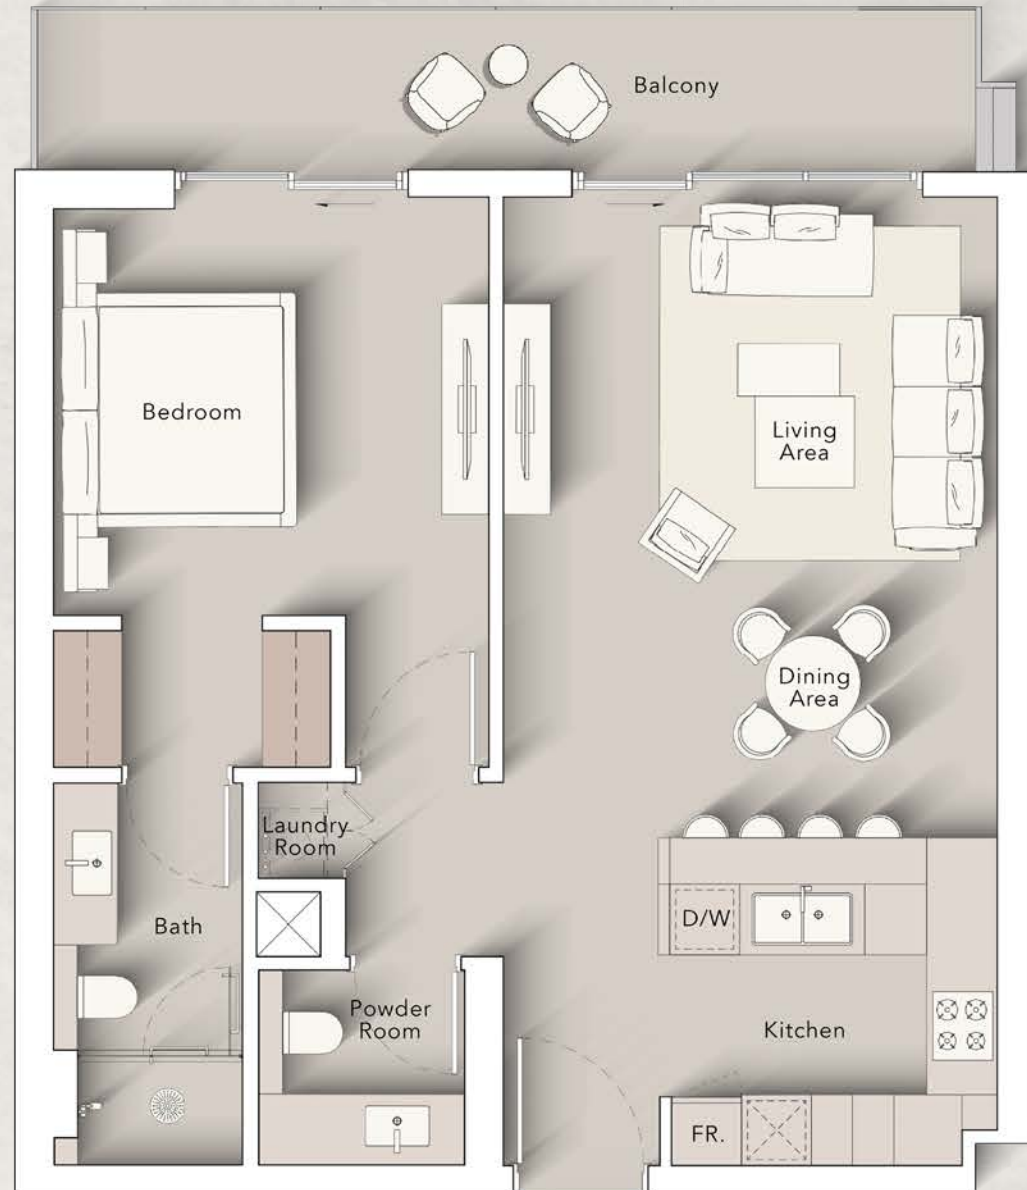 Balcony
Bedroom
Living
Area
Dining
Area
Laundry
Room
D/W
Bath
Powder
Room
Kitchen
FR.